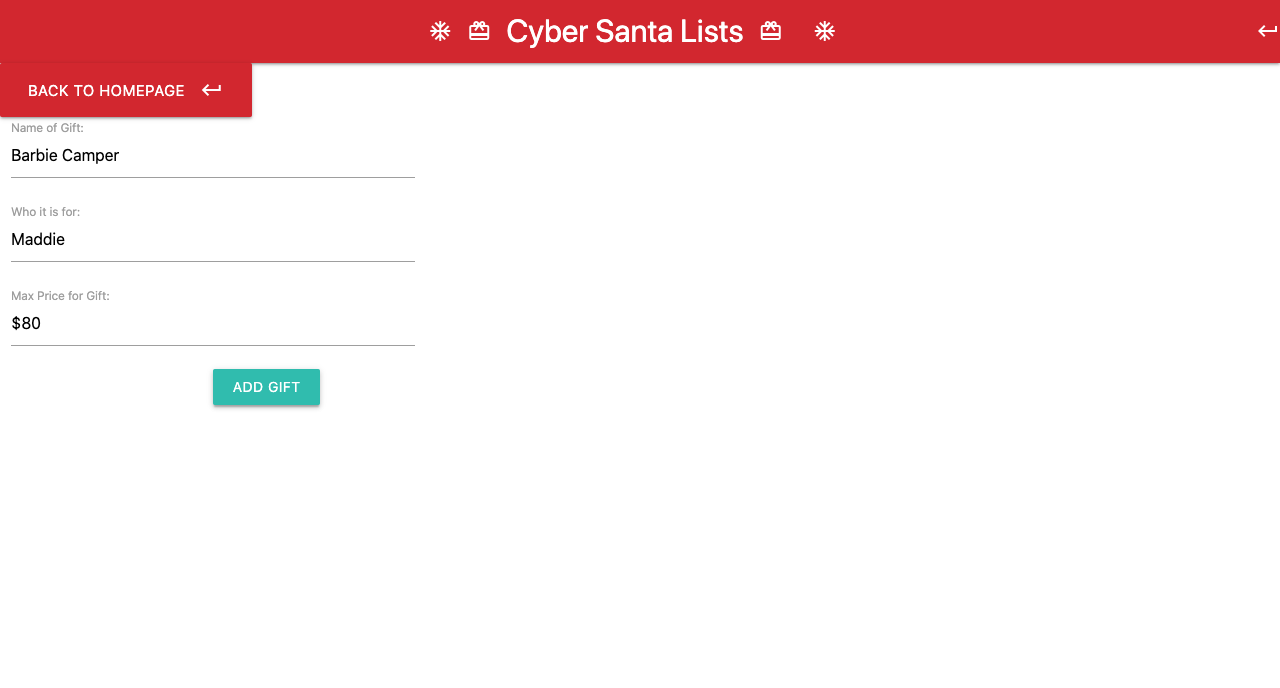 Cyber Santa Lists
BACK TO HOMEPAGE
Name of Gift:
Barbie Camper
Who it is for:
Maddie
Max Price for Gift:
$80
ADD GIFT